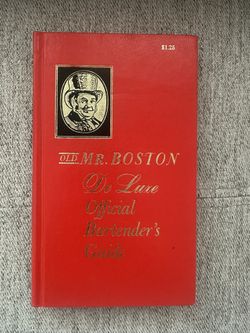 $1.25
OLD MR. BOSTON
De Luxe
Official
Bartender's
Guide